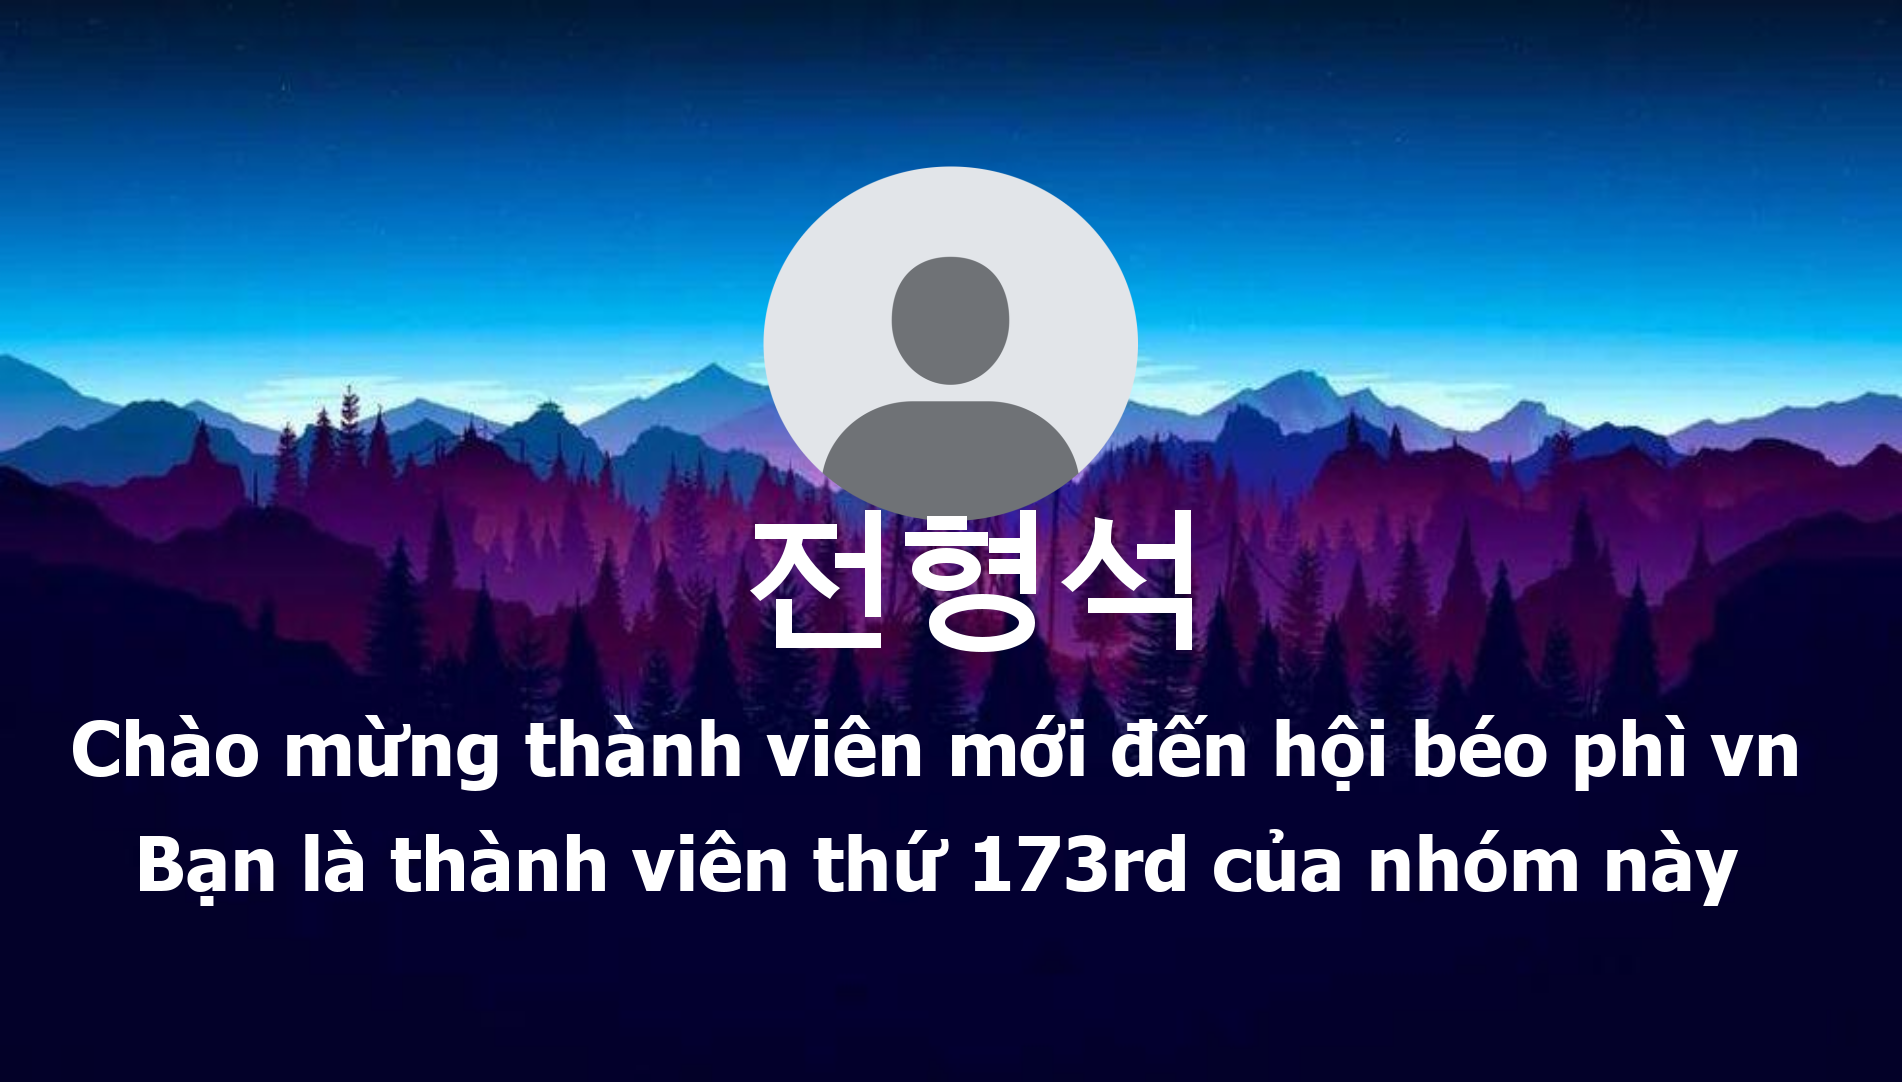 전형석
Chào mừng thành viên mới đến hội béo phì vn
Bạn là thành viên thứ 173rd của nhóm này